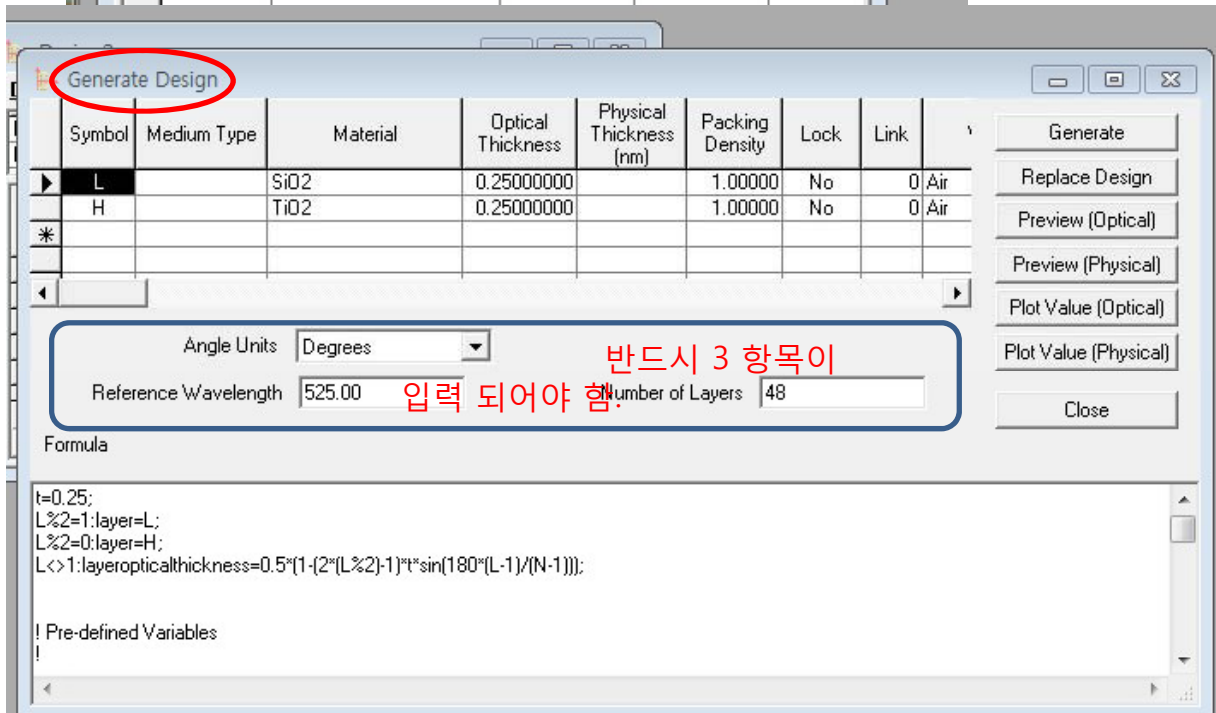 Generate Design
Symbol Medium Type Material Optical Thickness Physical Thickness (nm) Packing Density Lock Link
L SiO2 0.25000000 1.00000 No 0 Air
H TiO2 0.25000000 1.00000 No 0 Air
Generate
Replace Design
Preview (Optical)
Preview (Physical)
Plot Value (Optical)
Plot Value (Physical)
Close
Angle Units Degrees
반드시 3 항목이
입력 되어야 함.
Reference Wavelength 525.00
Number of Layers 48
Formula
t=0.25;
L%2=1:layer=L;
L%2=0:layer=H;
L<>1:layeropticalthickness=0.5*(1-(2*(L%2)-1)*t*sin(180*(L-1)/(N-1)));
! Pre-defined Variables
!